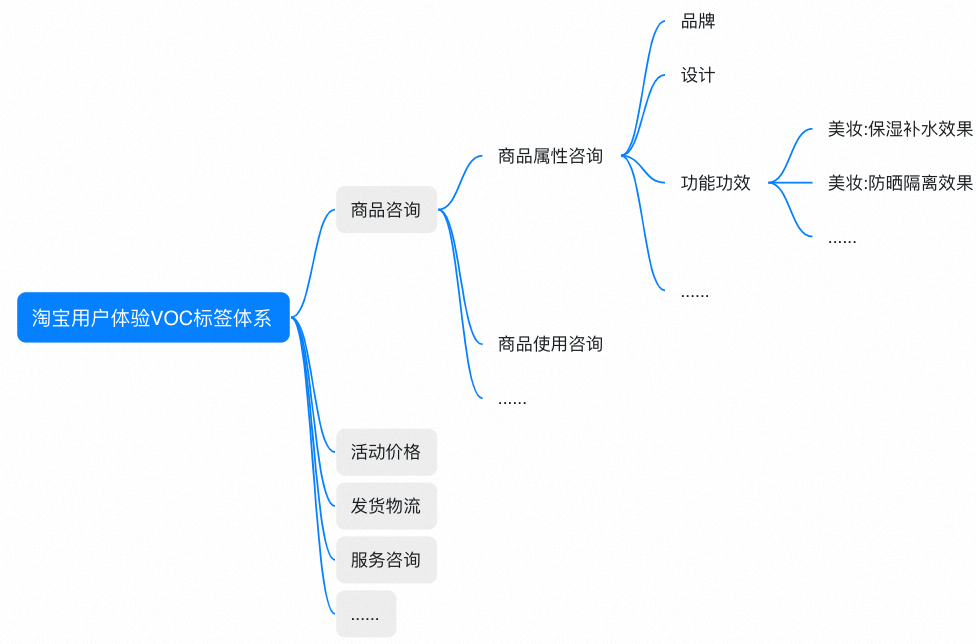 品牌
设计
美妆:保湿补水效果
商品属性咨询
功能功效
美妆:防晒隔离效果
商品咨询
......
......
淘宝用户体验VOC标签体系
商品使用咨询
......
活动价格
发货物流
服务咨询
......